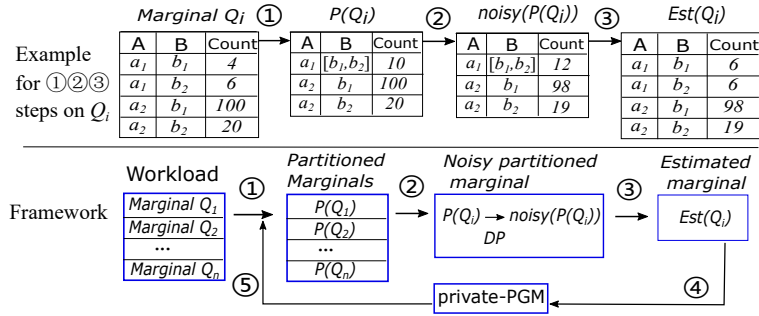 Marginal Qi ① P(Qi) ② noisy(P(Qi)) ③ Est(Qi)
Example for ①②③ steps on Qi
A B Count
a1 b1 4
a1 b2 6
a2 b1 100
a2 b2 20
A B Count
a1 [b1,b2] 10
a2 b1 100
a2 b2 20
A B Count
a1 [b1,b2] 12
a2 b1 98
a2 b2 19
A B Count
a1 b1 6
a1 b2 6
a2 b1 98
a2 b2 19
Framework
Workload
Marginal Q1
Marginal Q2
...
Marginal Qn
①
Partitioned
Marginals
P(Q1)
P(Q2)
...
P(Qn)
②
Noisy partitioned
marginal
P(Qi) → noisy(P(Qi))
DP
③
Estimated
marginal
Est(Qi)
④
private-PGM
⑤